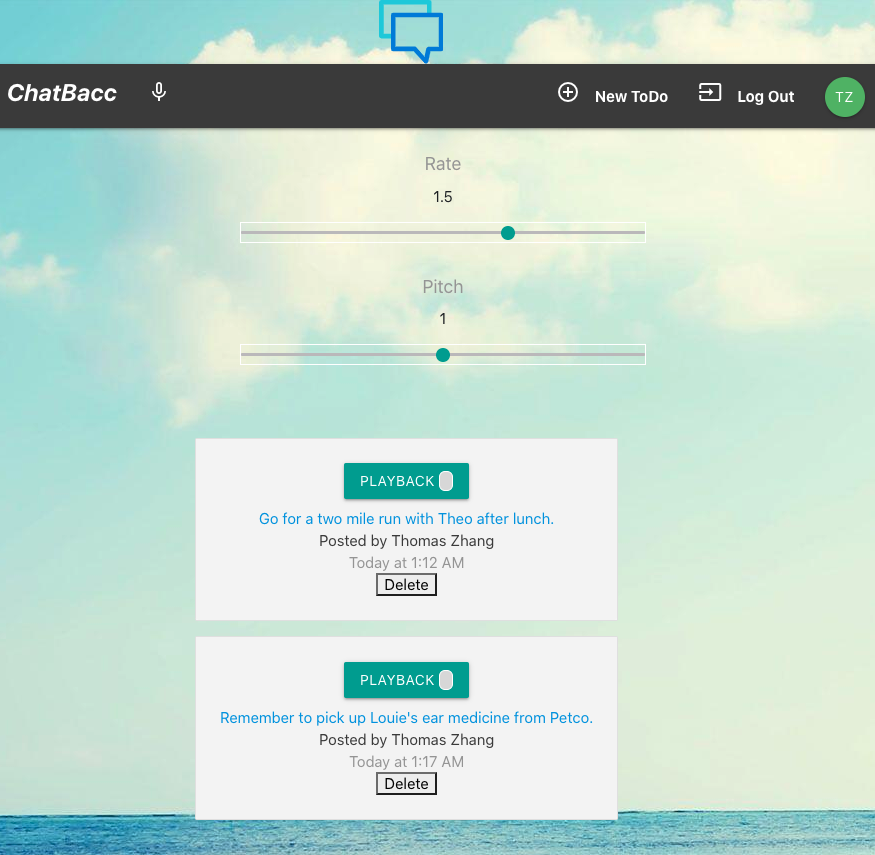 ChatBacc
New ToDo
Log Out
TZ
Rate
1.5
Pitch
1
PLAYBACK
Go for a two mile run with Theo after lunch.
Posted by Thomas Zhang
Today at 1:12 AM
Delete
PLAYBACK
Remember to pick up Louie's ear medicine from Petco.
Posted by Thomas Zhang
Today at 1:17 AM
Delete